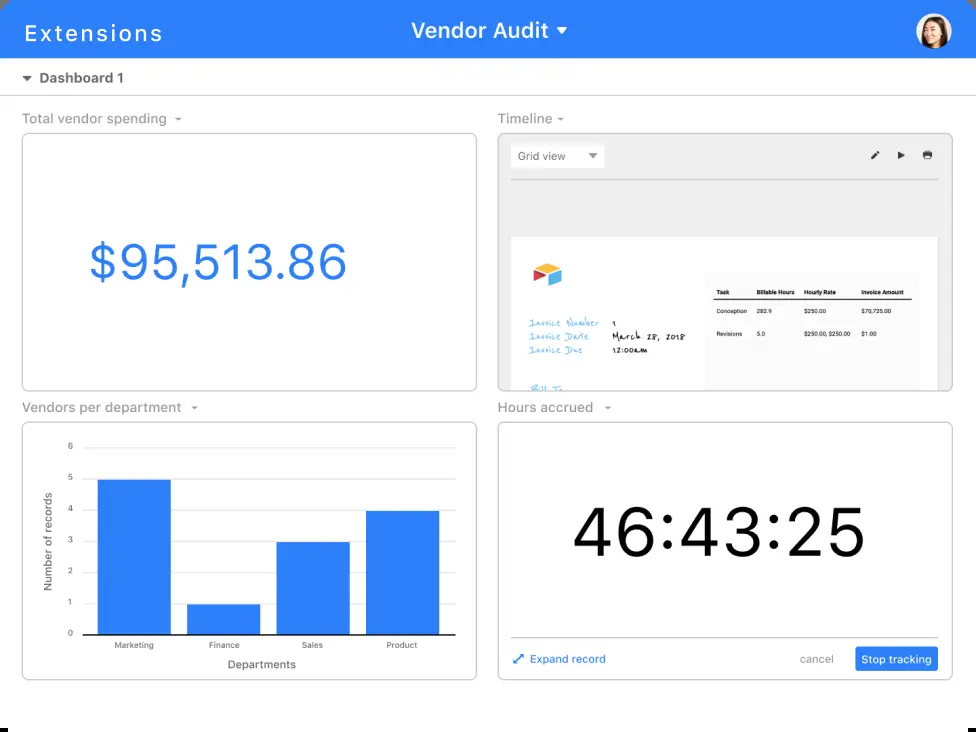 Extensions
Vendor Audit
Dashboard 1
Total vendor spending
$95,513.86
Timeline
Grid view
Task Billable Hours Hourly Rate Invoice Amount
Conception 282.9 $250.00 $70,725.00
Revisions 5.0 $250.00, $250.00 $1.00
Invoice Number 1
Invoice Date March 28, 2018
Invoice Due 12:00am
Bill To
Vendors per department
6
5
4
3
2
1
0
Number of records
Marketing Finance Sales Product
Departments
Hours accrued
46:43:25
Expand record cancel Stop tracking